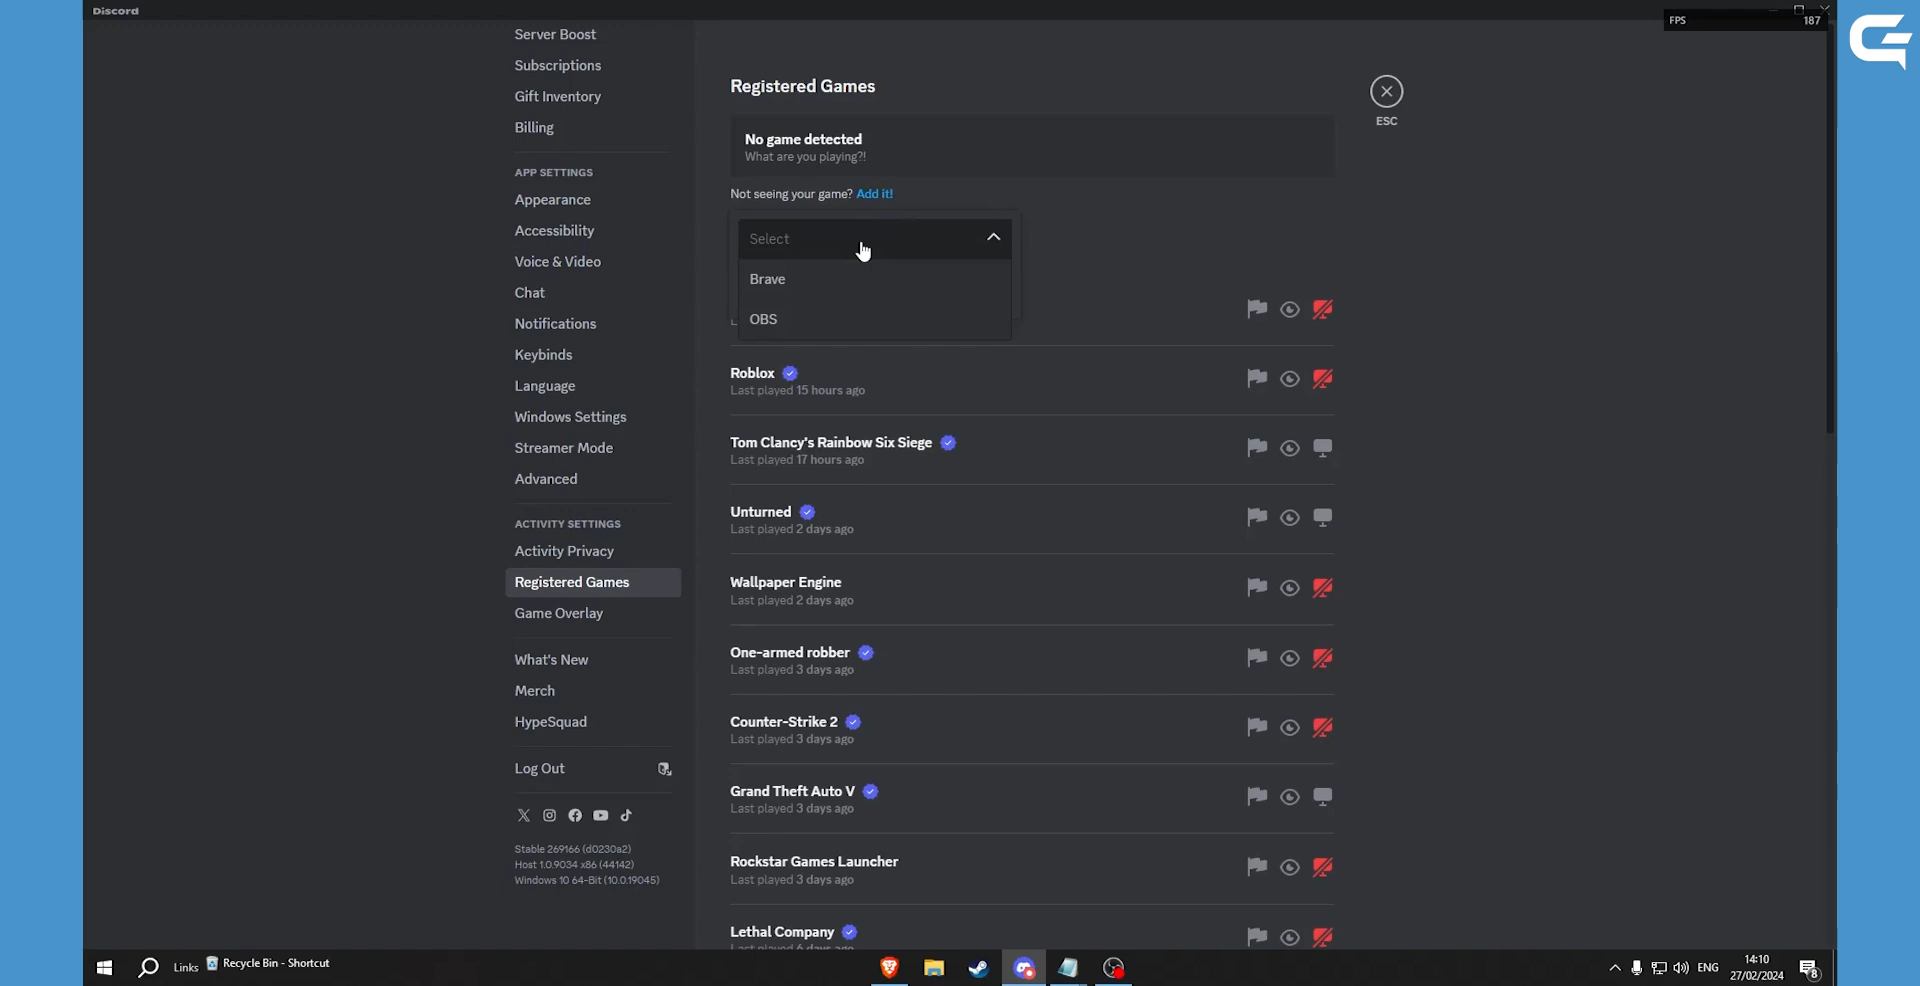 Discord
FPS 187
Server Boost
Subscriptions
Gift Inventory
Billing
APP SETTINGS
Appearance
Accessibility
Voice & Video
Chat
Notifications
Keybinds
Language
Windows Settings
Streamer Mode
Advanced
ACTIVITY SETTINGS
Activity Privacy
Registered Games
Game Overlay
What's New
Merch
HypeSquad
Log Out
Stable 269166 (d0230a2)
Host 1.0.9034 x86 (44142)
Windows 10 64-Bit (10.0.19045)
Registered Games
ESC
No game detected
What are you playing?!
Not seeing your game? Add it!
Select
Brave
OBS
Roblox
Last played 15 hours ago
Tom Clancy's Rainbow Six Siege
Last played 17 hours ago
Unturned
Last played 2 days ago
Wallpaper Engine
Last played 2 days ago
One-armed robber
Last played 3 days ago
Counter-Strike 2
Last played 3 days ago
Grand Theft Auto V
Last played 3 days ago
Rockstar Games Launcher
Last played 3 days ago
Lethal Company
Last played 6 days ago
Links
Recycle Bin - Shortcut
ENG
14:10
27/02/2024
8